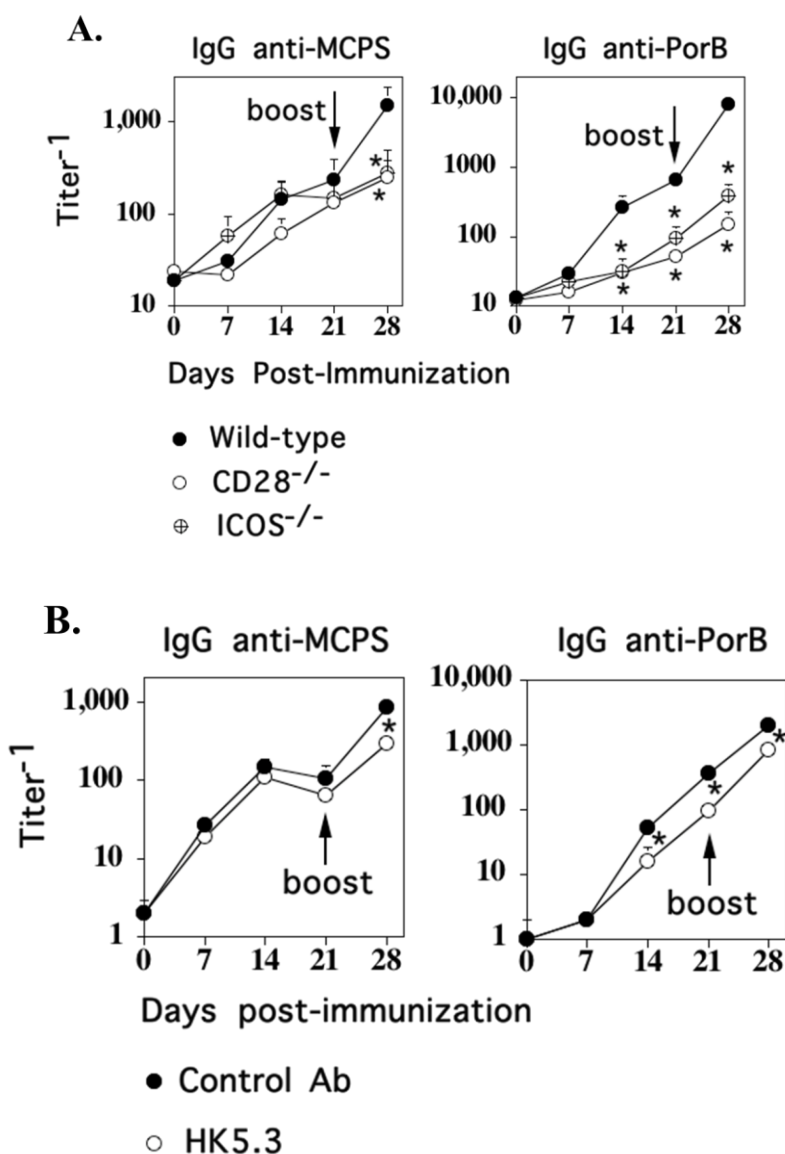 A.
IgG anti-MCPS IgG anti-PorB
Titer⁻¹
1,000
100
10
boost
*
*
0 7 14 21 28
10,000
1000
100
10
boost
* * *
* * *
0 7 14 21 28
Days Post-Immunization
● Wild-type
○ CD28⁻/⁻
⊕ ICOS⁻/⁻
B.
IgG anti-MCPS IgG anti-PorB
Titer⁻¹
1,000
100
10
1
*
boost
0 7 14 21 28
10,000
1,000
100
10
1
* * *
boost
0 7 14 21 28
Days post-immunization
● Control Ab
○ HK5.3